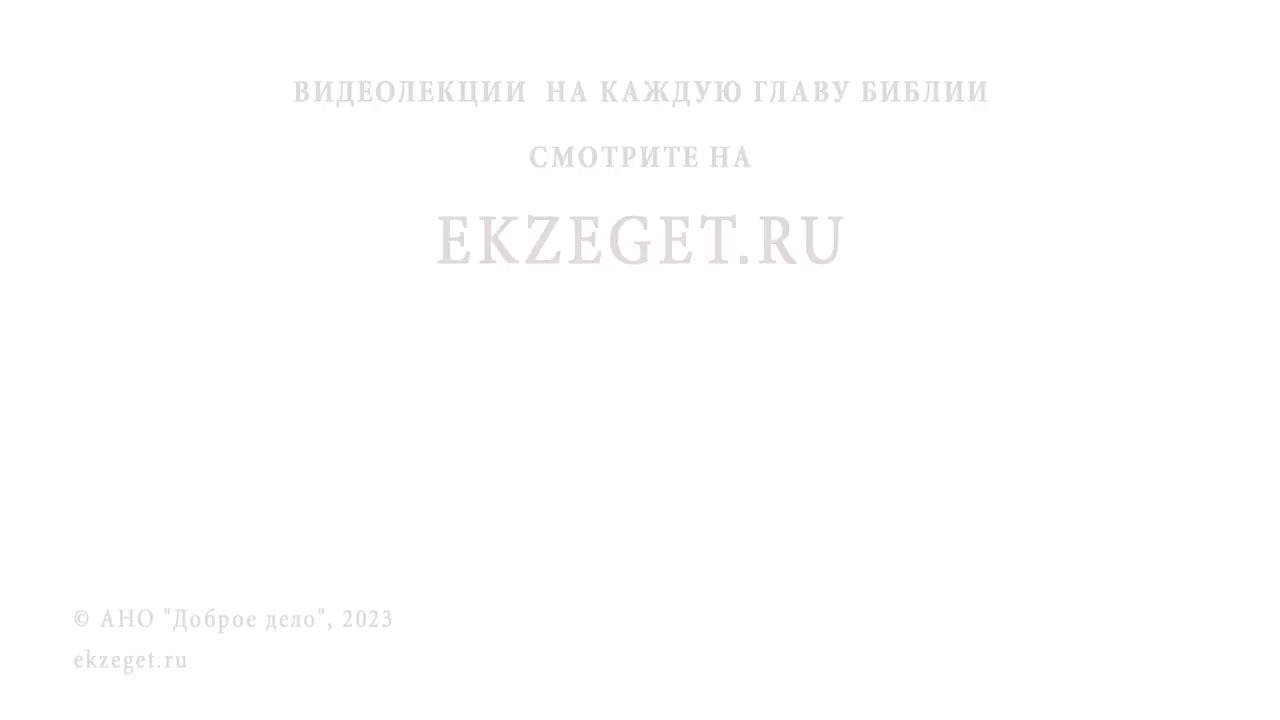 ВИДЕОЛЕКЦИИ НА КАЖДУЮ ГЛАВУ БИБЛИИ
СМОТРИТЕ НА
EKZEGET.RU
© АНО "Доброе дело", 2023
ekzeget.ru